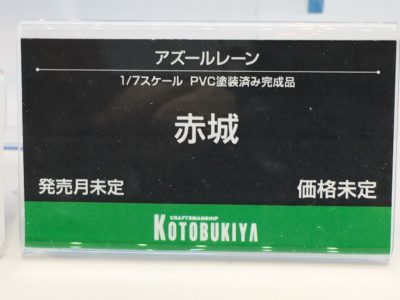 アズールレーン
1/7スケール PVC塗装済み完成品
赤城
発売月未定 価格未定
CRAFTSMANSHIP
KOTOBUKIYA